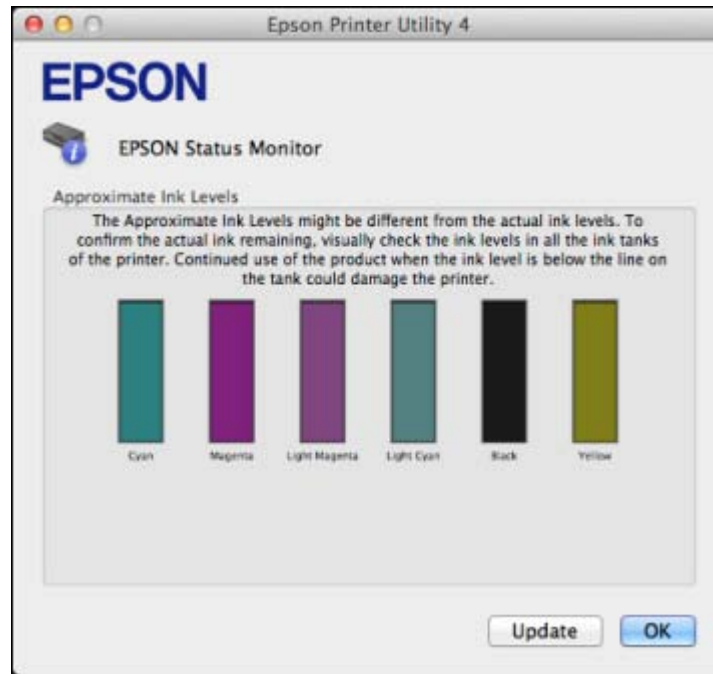 Epson Printer Utility 4
EPSON
EPSON Status Monitor
Approximate Ink Levels
The Approximate Ink Levels might be different from the actual ink levels. To
confirm the actual ink remaining, visually check the ink levels in all the ink tanks
of the printer. Continued use of the product when the ink level is below the line on
the tank could damage the printer.
Cyan Magenta Light Magenta Light Cyan Black Yellow
Update OK